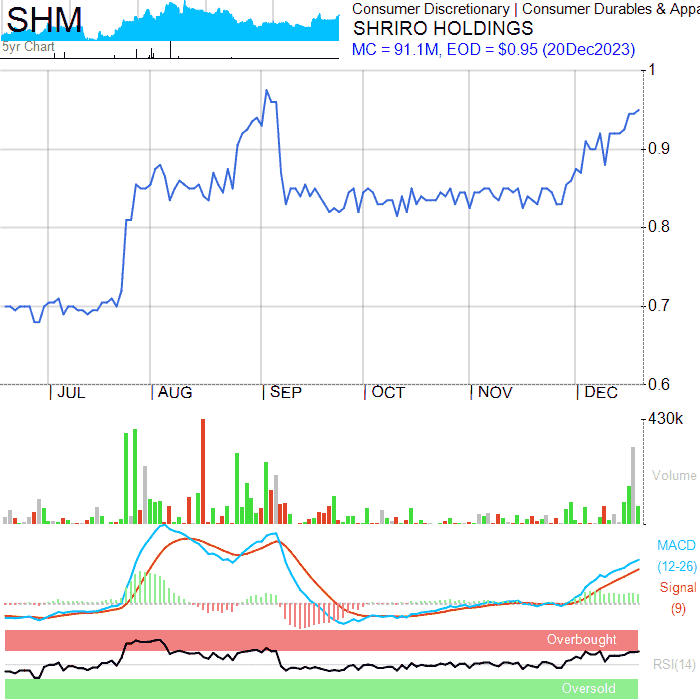 SHM
5yr Chart
Consumer Discretionary | Consumer Durables & Appa
SHRIRO HOLDINGS
MC = 91.1M, EOD = $0.95 (20Dec2023)
1
0.9
0.8
0.7
0.6
JUL AUG SEP OCT NOV DEC
430k
Volume
MACD
(12-26)
Signal
(9)
Overbought
RSI(14)
Oversold